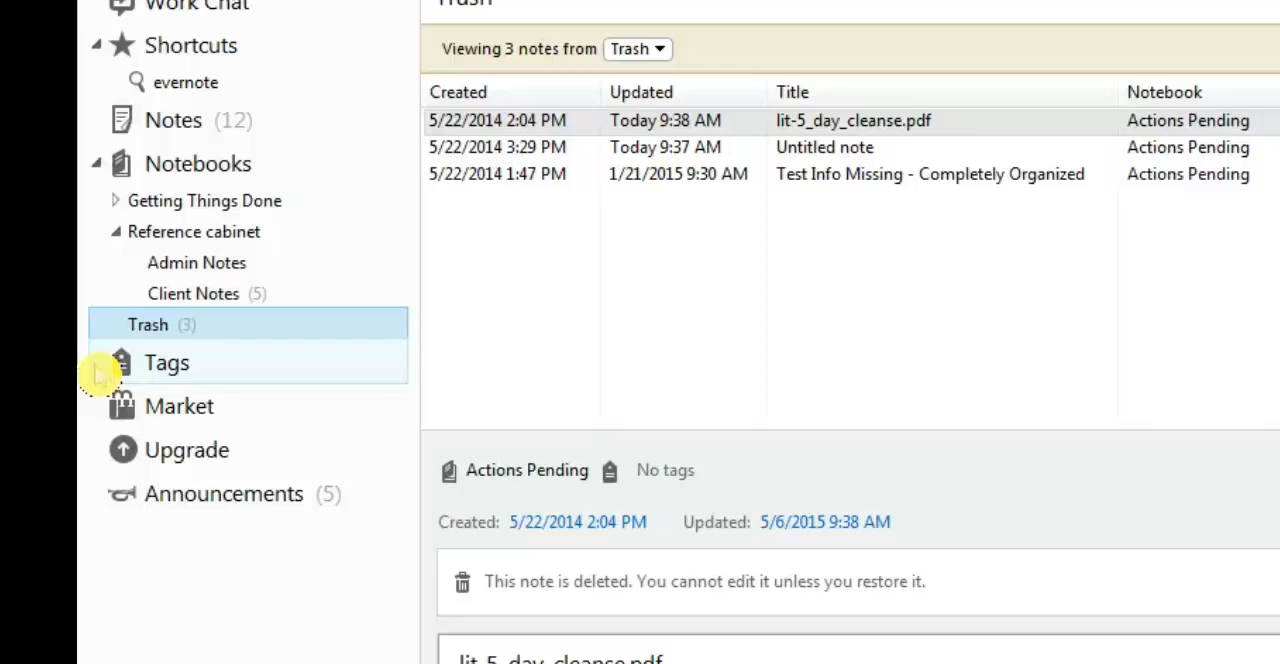 Work Chat
Trash
Shortcuts
evernote
Notes (12)
Notebooks
Getting Things Done
Reference cabinet
Admin Notes
Client Notes (5)
Trash (3)
Tags
Market
Upgrade
Announcements (5)
Viewing 3 notes from Trash
Created Updated Title Notebook
5/22/2014 2:04 PM Today 9:38 AM lit-5_day_cleanse.pdf Actions Pending
5/22/2014 3:29 PM Today 9:37 AM Untitled note Actions Pending
5/22/2014 1:47 PM 1/21/2015 9:30 AM Test Info Missing - Completely Organized Actions Pending
Actions Pending No tags
Created: 5/22/2014 2:04 PM Updated: 5/6/2015 9:38 AM
This note is deleted. You cannot edit it unless you restore it.
lit-5_day_cleanse.pdf